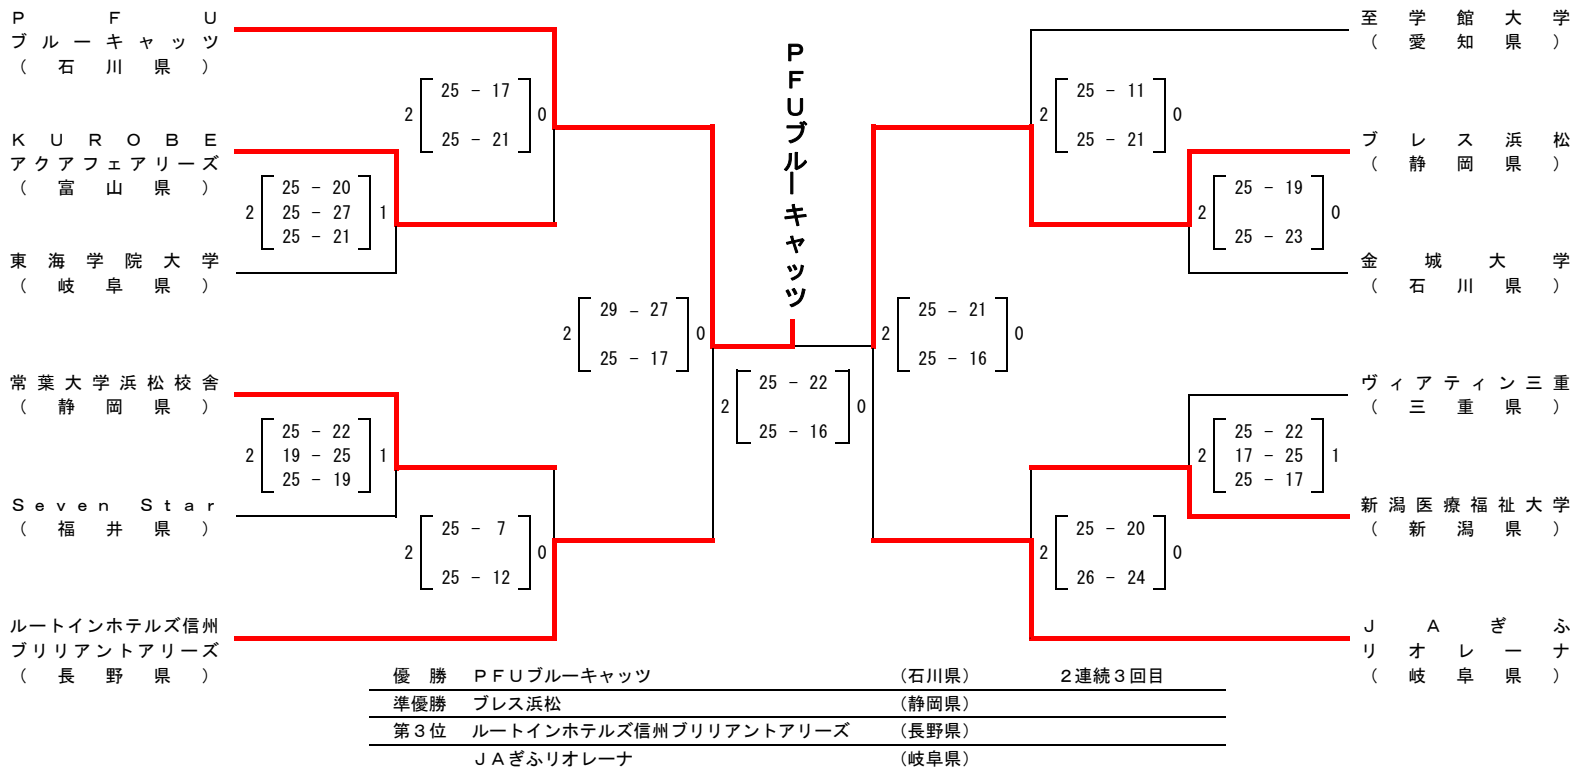 ＰＦＵ
ブルーキャッツ
（石川県）
ＫＵＲＯＢＥ
アクアフェアリーズ
（富山県）
東海学院大学
（岐阜県）
常葉大学浜松校舎
（静岡県）
Ｓｅｖｅｎ Ｓｔａｒ
（福井県）
ルートインホテルズ信州
ブリリアントアリーズ
（長野県）
2 25 － 17 0
25 － 21
2 25 － 20 1
25 － 27
25 － 21
2 25 － 22 1
19 － 25
25 － 19
2 25 － 7 0
25 － 12
2 29 － 27 0
25 － 17
ＰＦＵブルーキャッツ
2 25 － 22 0
25 － 16
2 25 － 21 0
25 － 16
2 25 － 11 0
25 － 21
2 25 － 19 0
25 － 23
2 25 － 22 1
17 － 25
25 － 17
2 25 － 20 0
26 － 24
至学館大学
（愛知県）
ブレス浜松
（静岡県）
金城大学
（石川県）
ヴィアティン三重
（三重県）
新潟医療福祉大学
（新潟県）
ＪＡぎふ
リオレーナ
（岐阜県）
優 勝 ＰＦＵブルーキャッツ （石川県） ２連続３回目
準優勝 ブレス浜松 （静岡県）
第３位 ルートインホテルズ信州ブリリアントアリーズ （長野県）
ＪＡぎふリオレーナ （岐阜県）